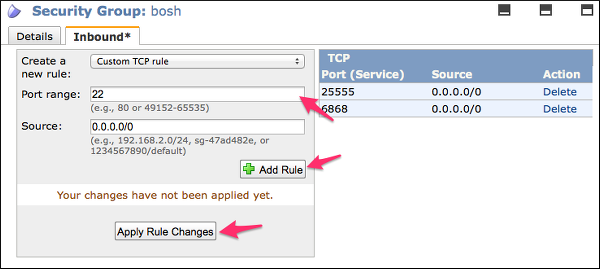 Security Group: bosh
Details
Inbound*
Create a new rule:
Custom TCP rule
Port range:
22
(e.g., 80 or 49152-65535)
Source:
0.0.0.0/0
(e.g., 192.168.2.0/24, sg-47ad482e, or
1234567890/default)
Add Rule
Your changes have not been applied yet.
Apply Rule Changes
TCP
Port (Service) Source Action
25555 0.0.0.0/0 Delete
6868 0.0.0.0/0 Delete